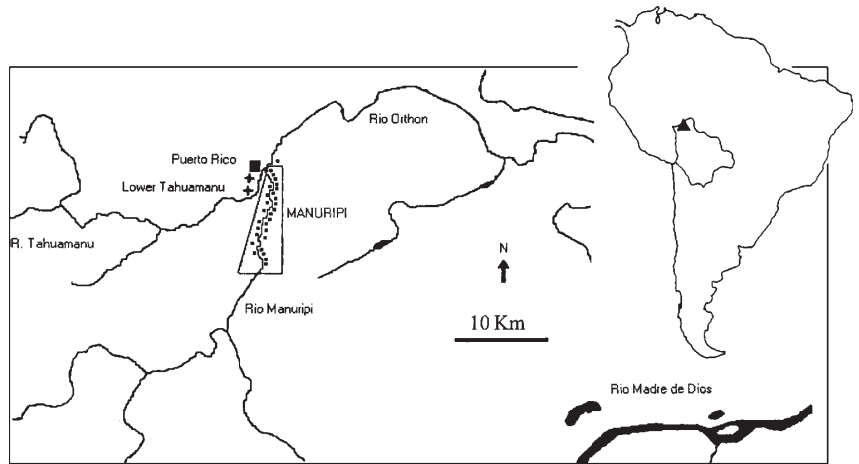 Rio Orthon
Puerto Rico
Lower Tahuamanu
MANURIPI
R. Tahuamanu
N
Rio Manuripi
10 Km
Rio Madre de Dios